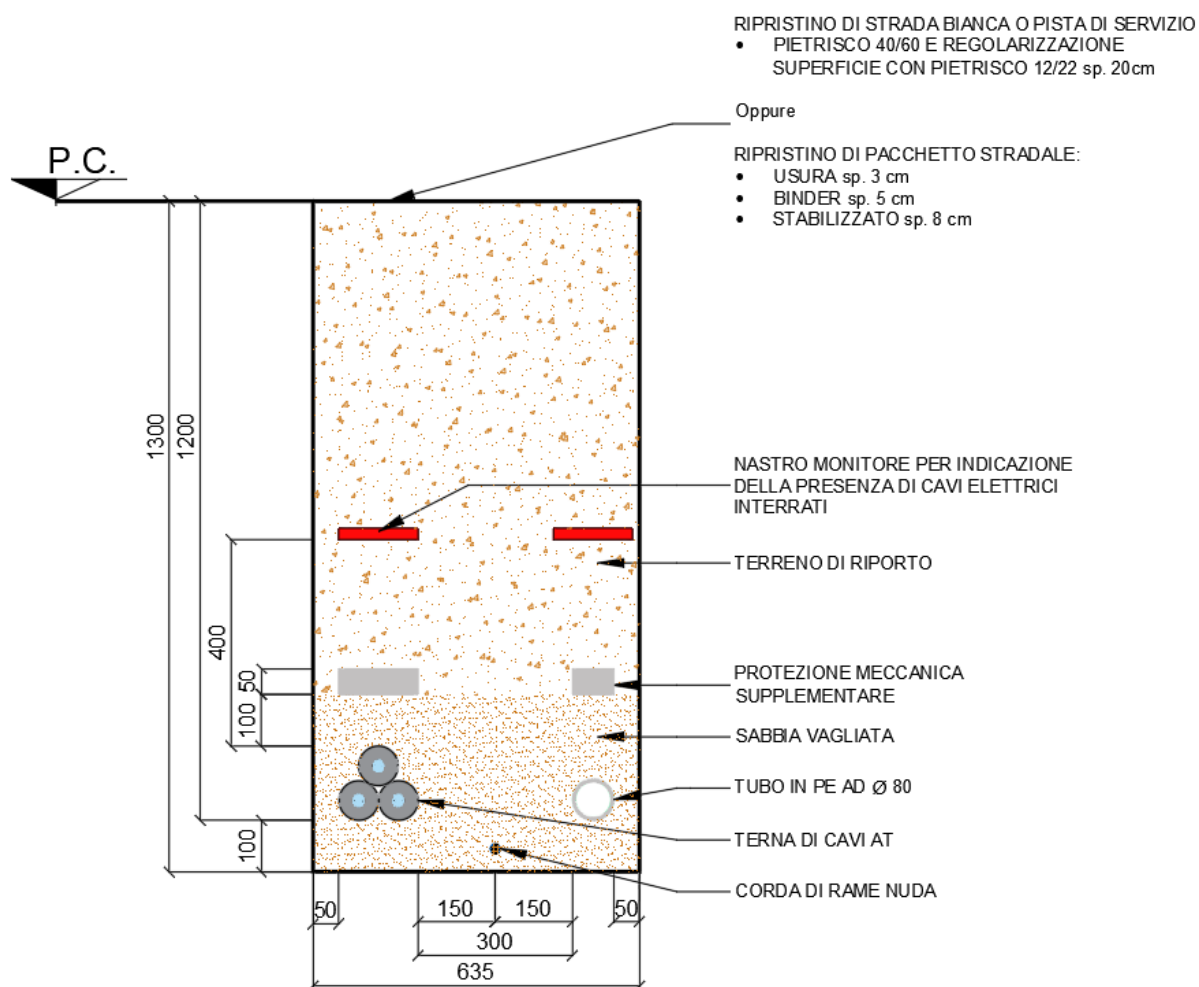 RIPRISTINO DI STRADA BIANCA O PISTA DI SERVIZIO
• PIETRISCO 40/60 E REGOLARIZZAZIONE
SUPERFICIE CON PIETRISCO 12/22 sp. 20cm
Oppure
RIPRISTINO DI PACCHETTO STRADALE:
• USURA sp. 3 cm
• BINDER sp. 5 cm
• STABILIZZATO sp. 8 cm
P.C.
1300
1200
NASTRO MONITORE PER INDICAZIONE
DELLA PRESENZA DI CAVI ELETTRICI
INTERRATI
TERRENO DI RIPORTO
400
50
100
PROTEZIONE MECCANICA
SUPPLEMENTARE
SABBIA VAGLIATA
TUBO IN PE AD Ø 80
100
TERNA DI CAVI AT
CORDA DI RAME NUDA
50
150
150
50
300
635